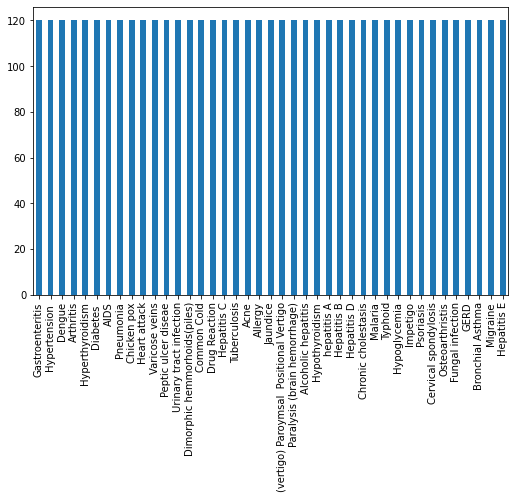 120
100
80
60
40
20
0
Gastroenteritis
Hypertension
Dengue
Arthritis
Hyperthyroidism
Diabetes
AIDS
Pneumonia
Chicken pox
Heart attack
Varicose veins
Peptic ulcer diseae
Urinary tract infection
Dimorphic hemmorhoids(piles)
Common Cold
Drug Reaction
Hepatitis C
Tuberculosis
Acne
Allergy
Jaundice
(vertigo) Paroymsal  Positional Vertigo
Paralysis (brain hemorrhage)
Alcoholic hepatitis
Hypothyroidism
hepatitis A
Hepatitis B
Hepatitis D
Chronic cholestasis
Malaria
Typhoid
Hypoglycemia
Impetigo
Psoriasis
Cervical spondylosis
Osteoarthristis
Fungal infection
GERD
Bronchial Asthma
Migraine
Hepatitis E